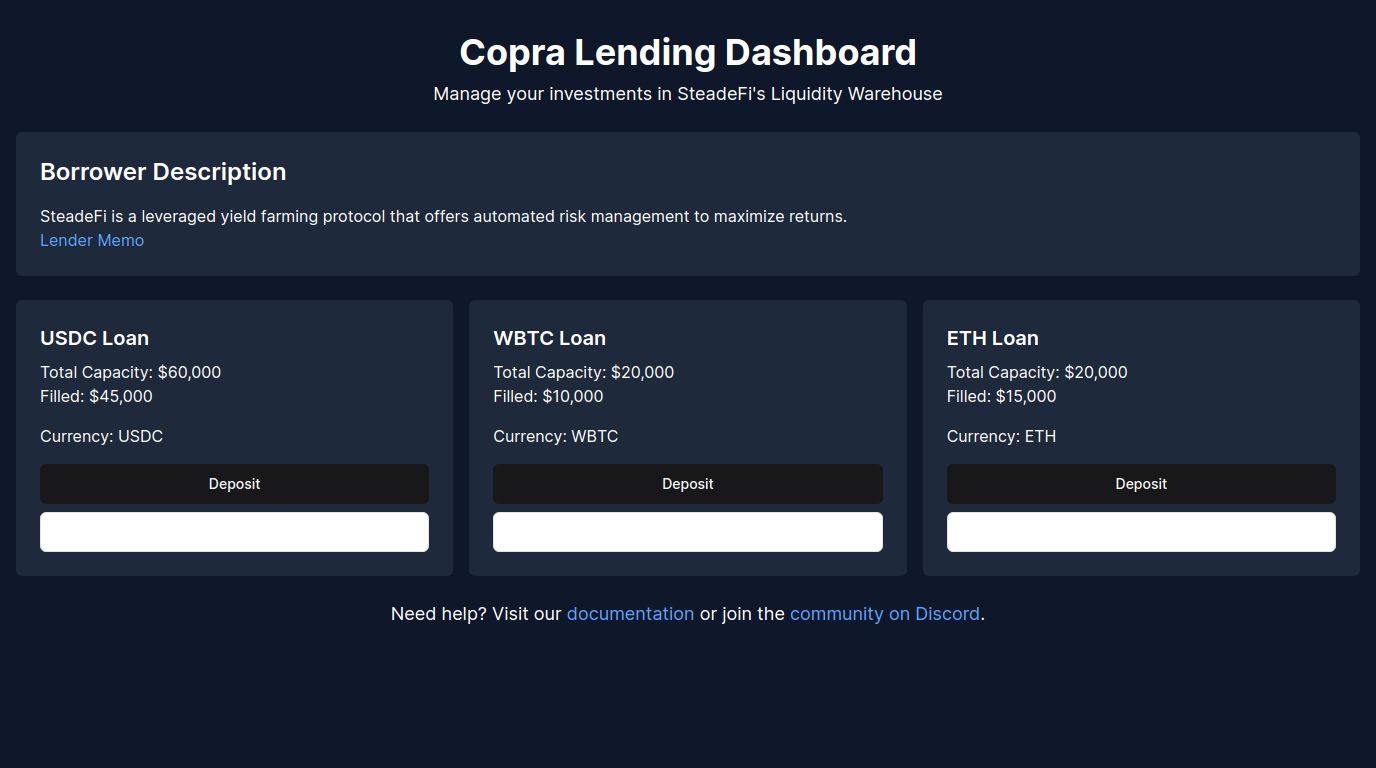 Copra Lending Dashboard
Manage your investments in SteadeFi's Liquidity Warehouse
Borrower Description
SteadeFi is a leveraged yield farming protocol that offers automated risk management to maximize returns.
Lender Memo
USDC Loan
Total Capacity: $60,000
Filled: $45,000
Currency: USDC
Deposit
WBTC Loan
Total Capacity: $20,000
Filled: $10,000
Currency: WBTC
Deposit
ETH Loan
Total Capacity: $20,000
Filled: $15,000
Currency: ETH
Deposit
Need help? Visit our documentation or join the community on Discord.